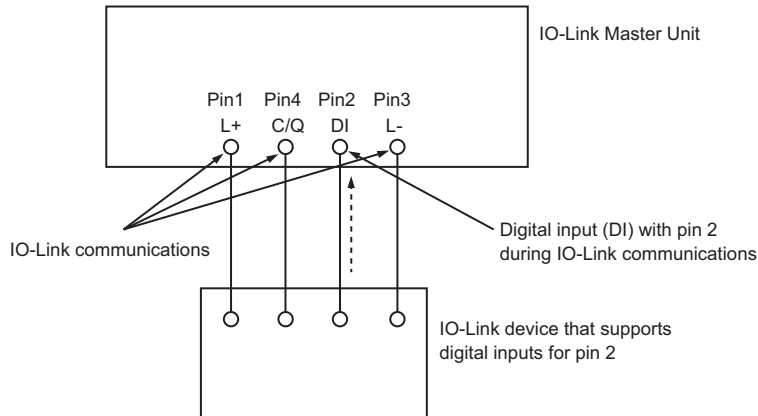 IO-Link Master Unit
Pin1 Pin4 Pin2 Pin3
L+ C/Q DI L-
IO-Link communications
Digital input (DI) with pin 2
during IO-Link communications
IO-Link device that supports
digital inputs for pin 2